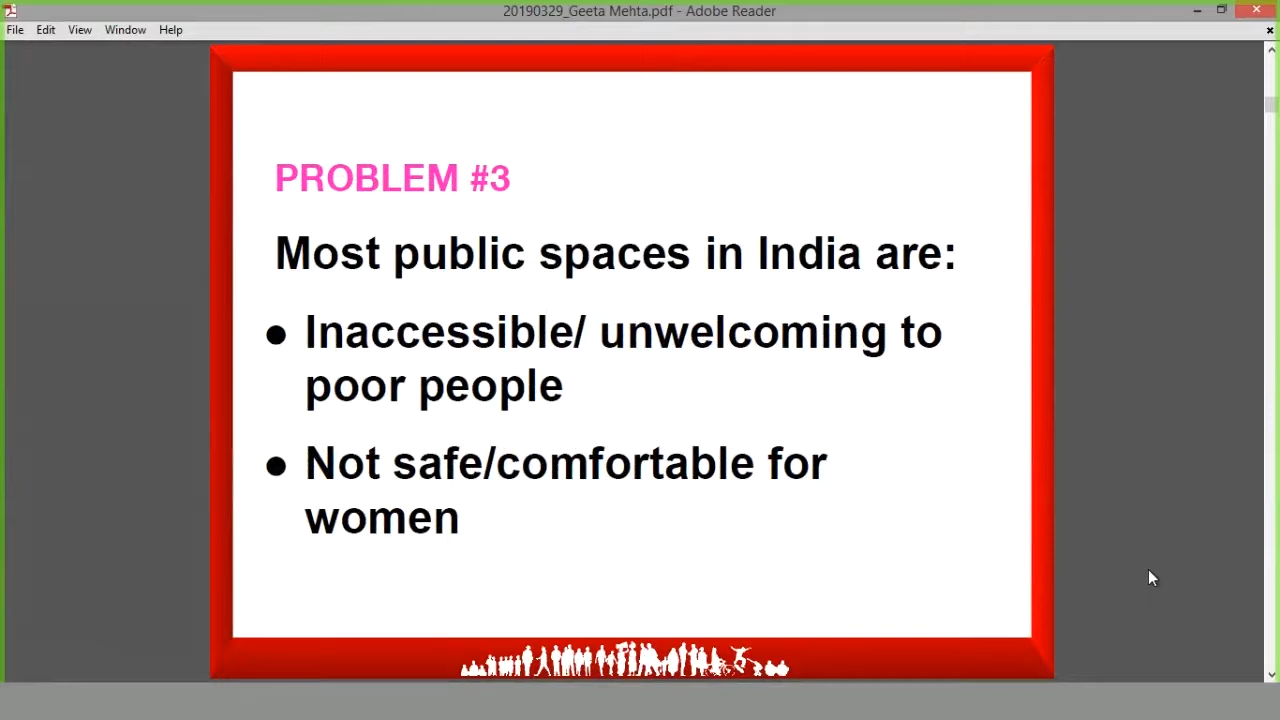 20190329_Geeta Mehta.pdf - Adobe Reader
File Edit View Window Help
PROBLEM #3
Most public spaces in India are:
● Inaccessible/ unwelcoming to
poor people
● Not safe/comfortable for
women